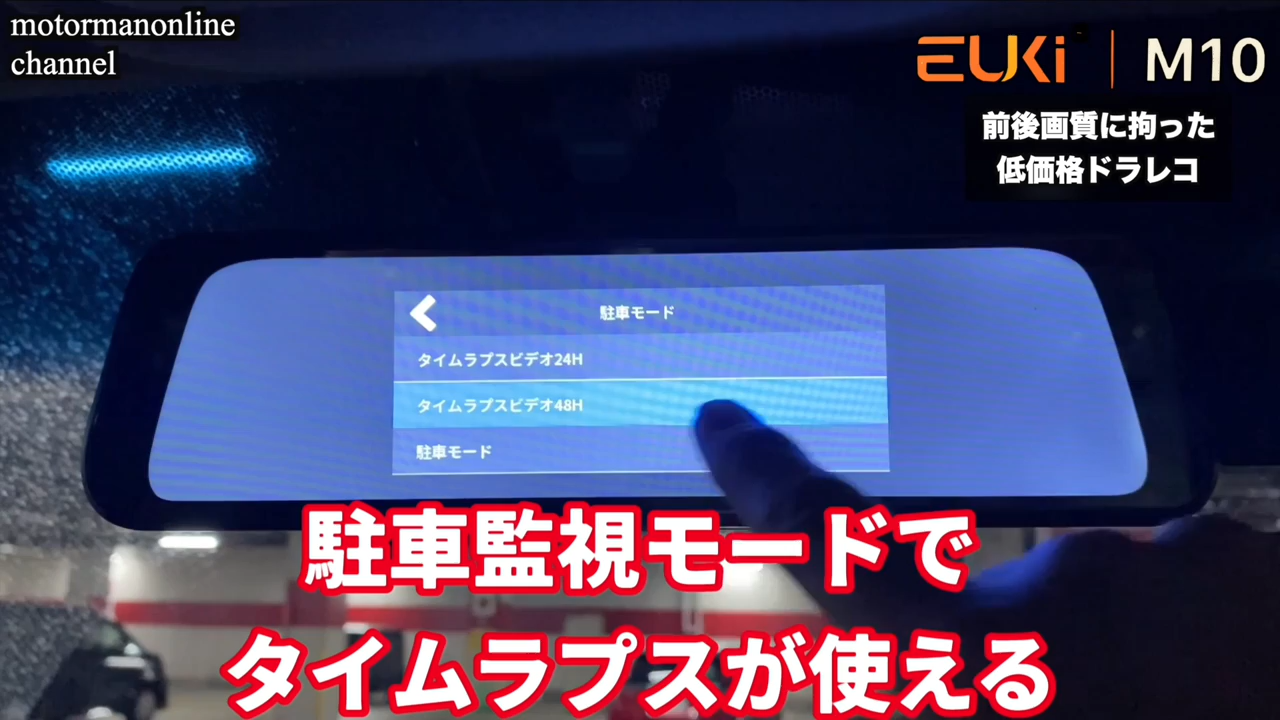 motormanonline
channel
EUKi | M10
前後画質に拘った
低価格ドラレコ
駐車モード
タイムラプスビデオ24H
タイムラプスビデオ48H
駐車モード
駐車監視モードで
タイムラプスが使える